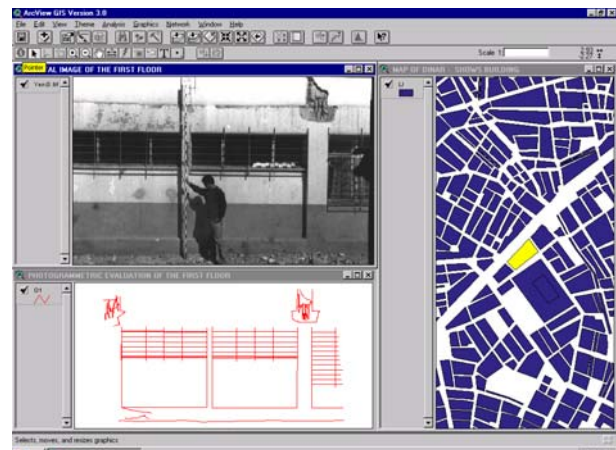 ArcView GIS Version 3.0
File Edit View Theme Analysis Graphics Network Window Help
Scale 1:
Pointer
AL IMAGE OF THE FIRST FLOOR
MAP OF DINAR - SHOWS BUILDING
PHOTOGRAMMETRIC EVALUATION OF THE FIRST FLOOR
Selects, moves, and resizes graphics